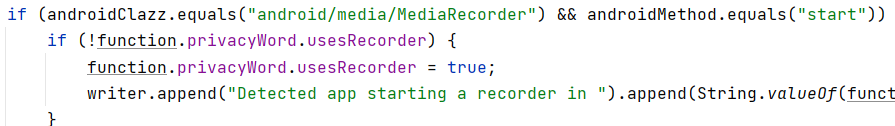 if (androidClazz.equals("android/media/MediaRecorder") && androidMethod.equals("start"))
if (!function.privacyWord.usesRecorder) {
function.privacyWord.usesRecorder = true;
writer.append("Detected app starting a recorder in ").append(String.valueOf(funct
}